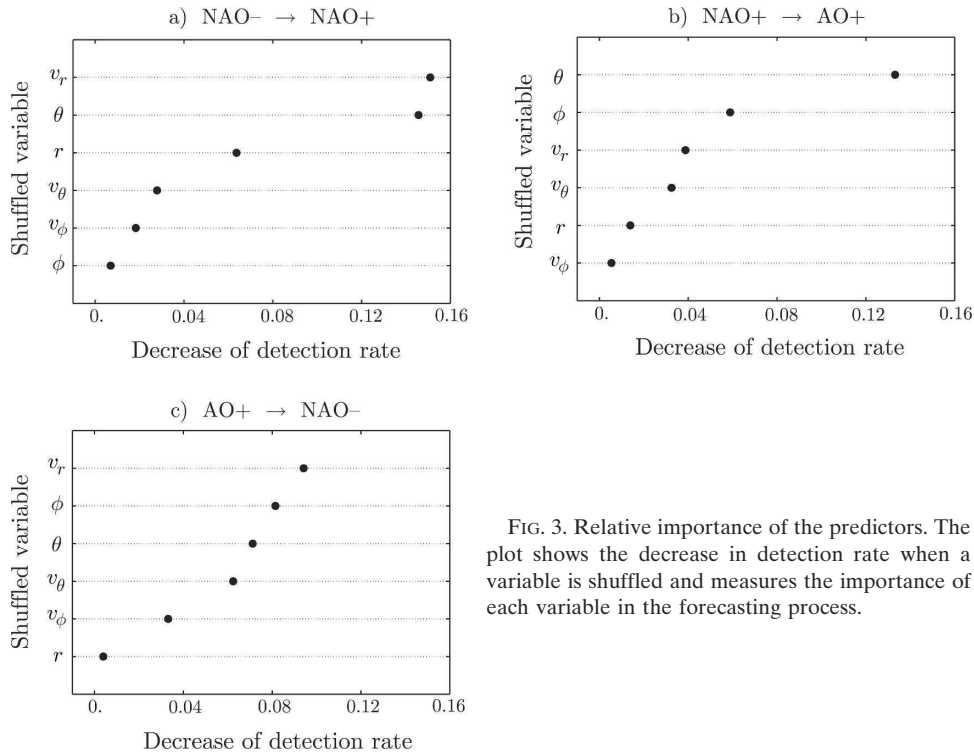 a) NAO– → NAO+
Shuffled variable
v_r
θ
r
v_θ
v_ϕ
ϕ
0. 0.04 0.08 0.12 0.16
Decrease of detection rate
b) NAO+ → AO+
Shuffled variable
θ
ϕ
v_r
v_θ
r
v_ϕ
0. 0.04 0.08 0.12 0.16
Decrease of detection rate
c) AO+ → NAO–
Shuffled variable
v_r
ϕ
θ
v_θ
v_ϕ
r
0. 0.04 0.08 0.12 0.16
Decrease of detection rate
FIG. 3. Relative importance of the predictors. The
plot shows the decrease in detection rate when a
variable is shuffled and measures the importance of
each variable in the forecasting process.